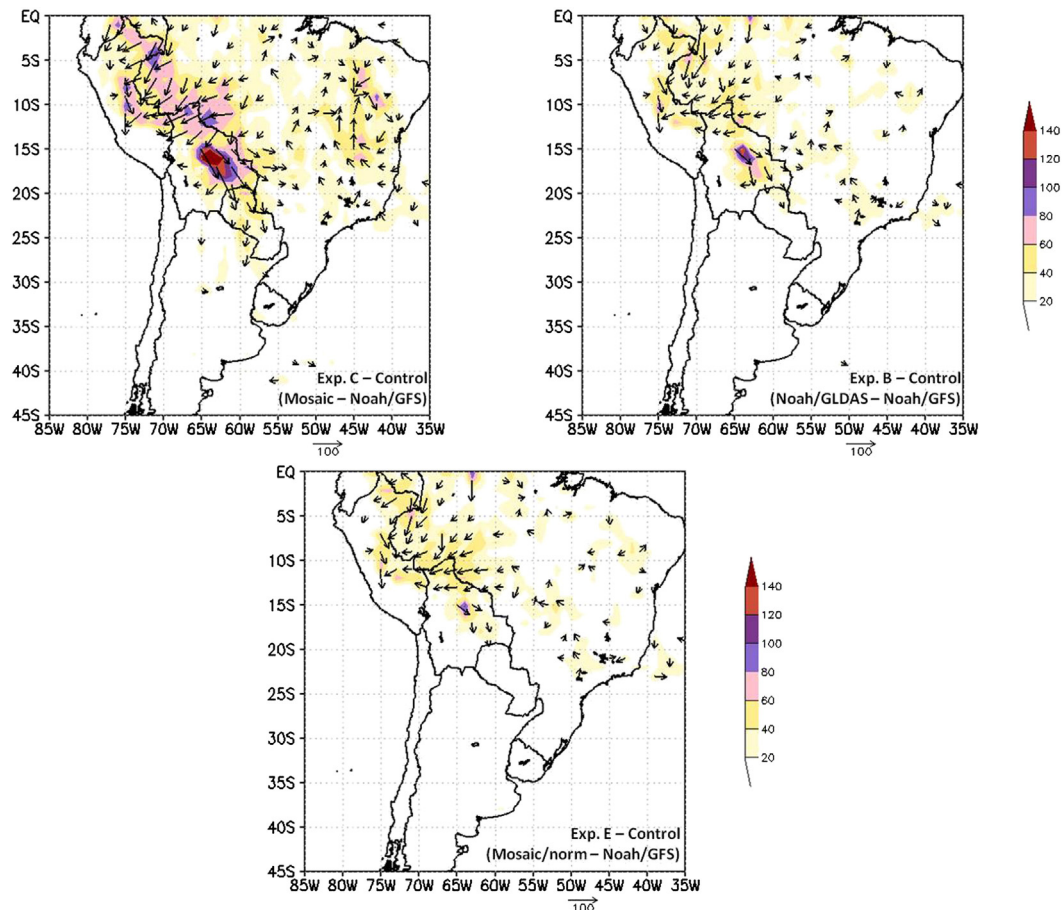 EQ
5S
10S
15S
20S
25S
30S
35S
40S
45S
85W 80W 75W 70W 65W 60W 55W 50W 45W 40W 35W
Exp. C – Control
(Mosaic – Noah/GFS)
100
EQ
5S
10S
15S
20S
25S
30S
35S
40S
45S
85W 80W 75W 70W 65W 60W 55W 50W 45W 40W 35W
Exp. B – Control
(Noah/GLDAS – Noah/GFS)
100
140
120
100
80
60
40
20
EQ
5S
10S
15S
20S
25S
30S
35S
40S
45S
85W 80W 75W 70W 65W 60W 55W 50W 45W 40W 35W
Exp. E – Control
(Mosaic/norm – Noah/GFS)
100
140
120
100
80
60
40
20